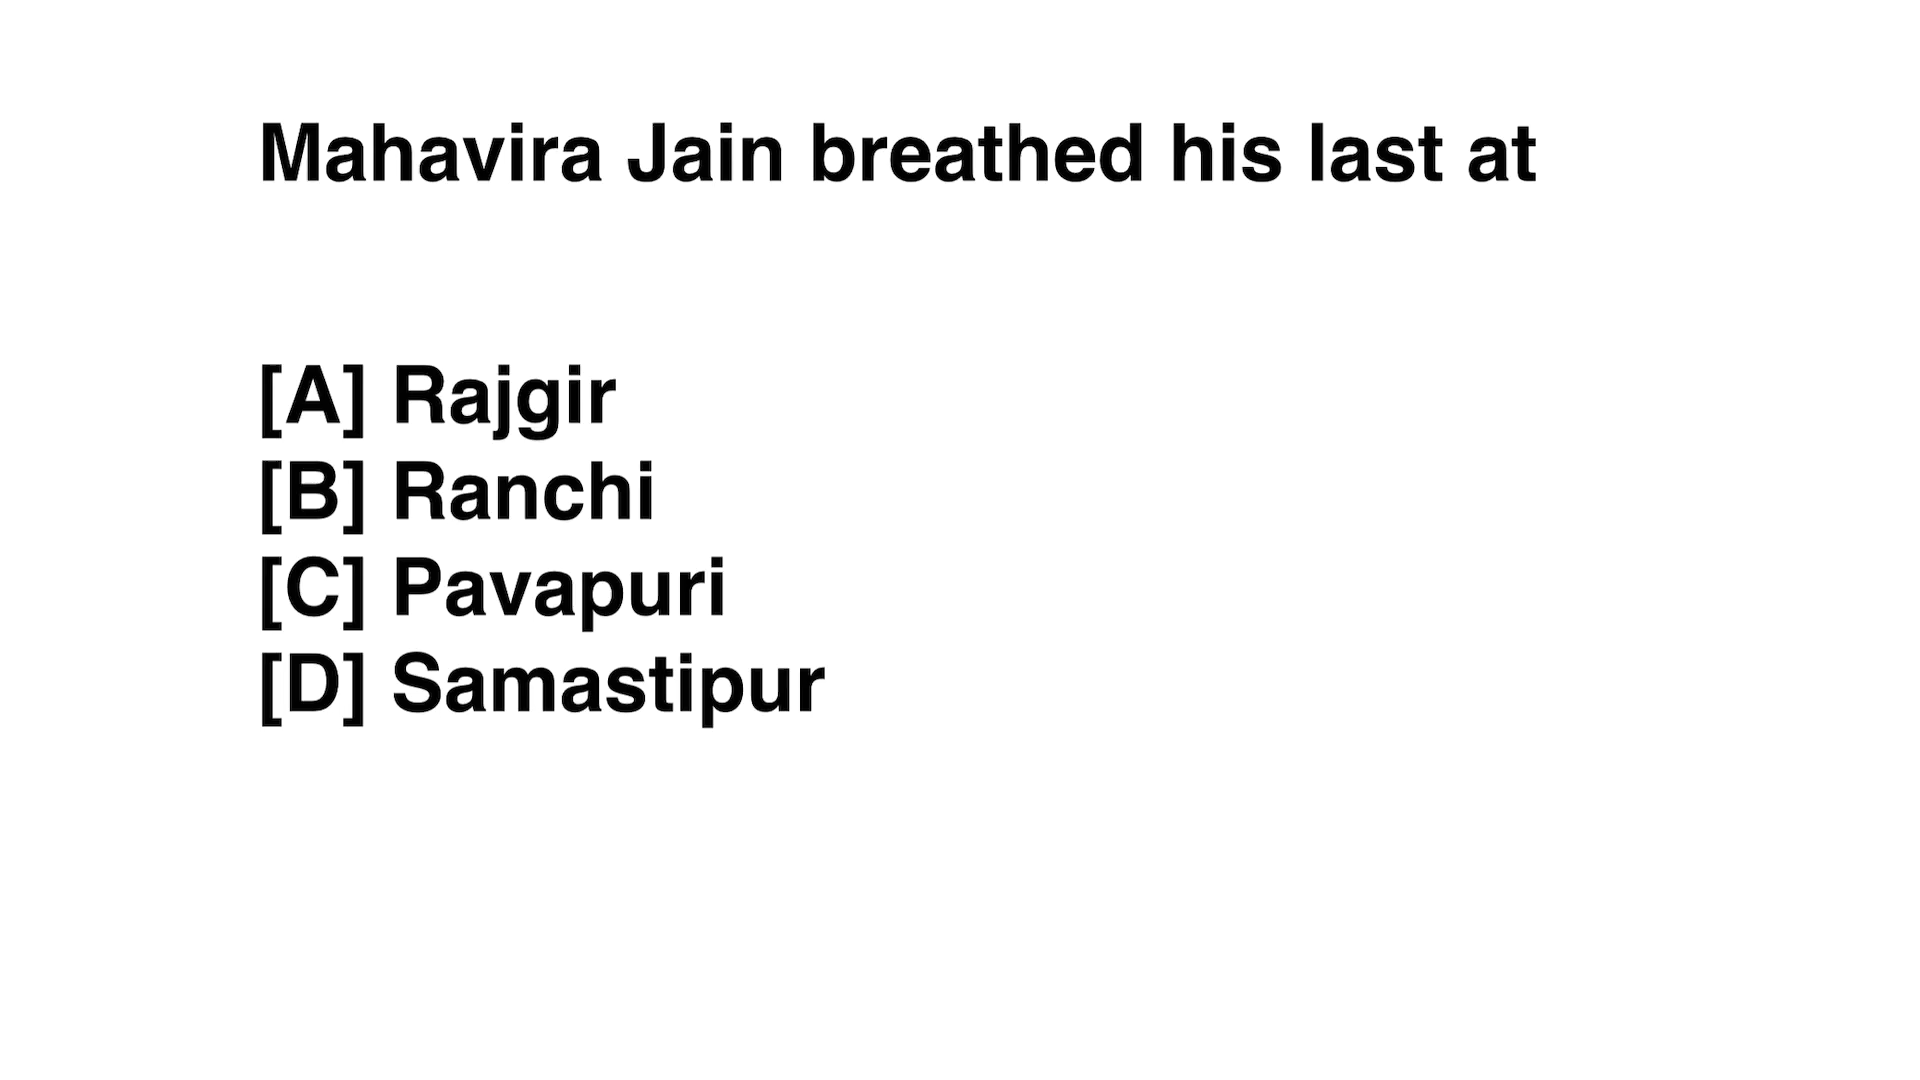 Mahavira Jain breathed his last at
[A] Rajgir
[B] Ranchi
[C] Pavapuri
[D] Samastipur